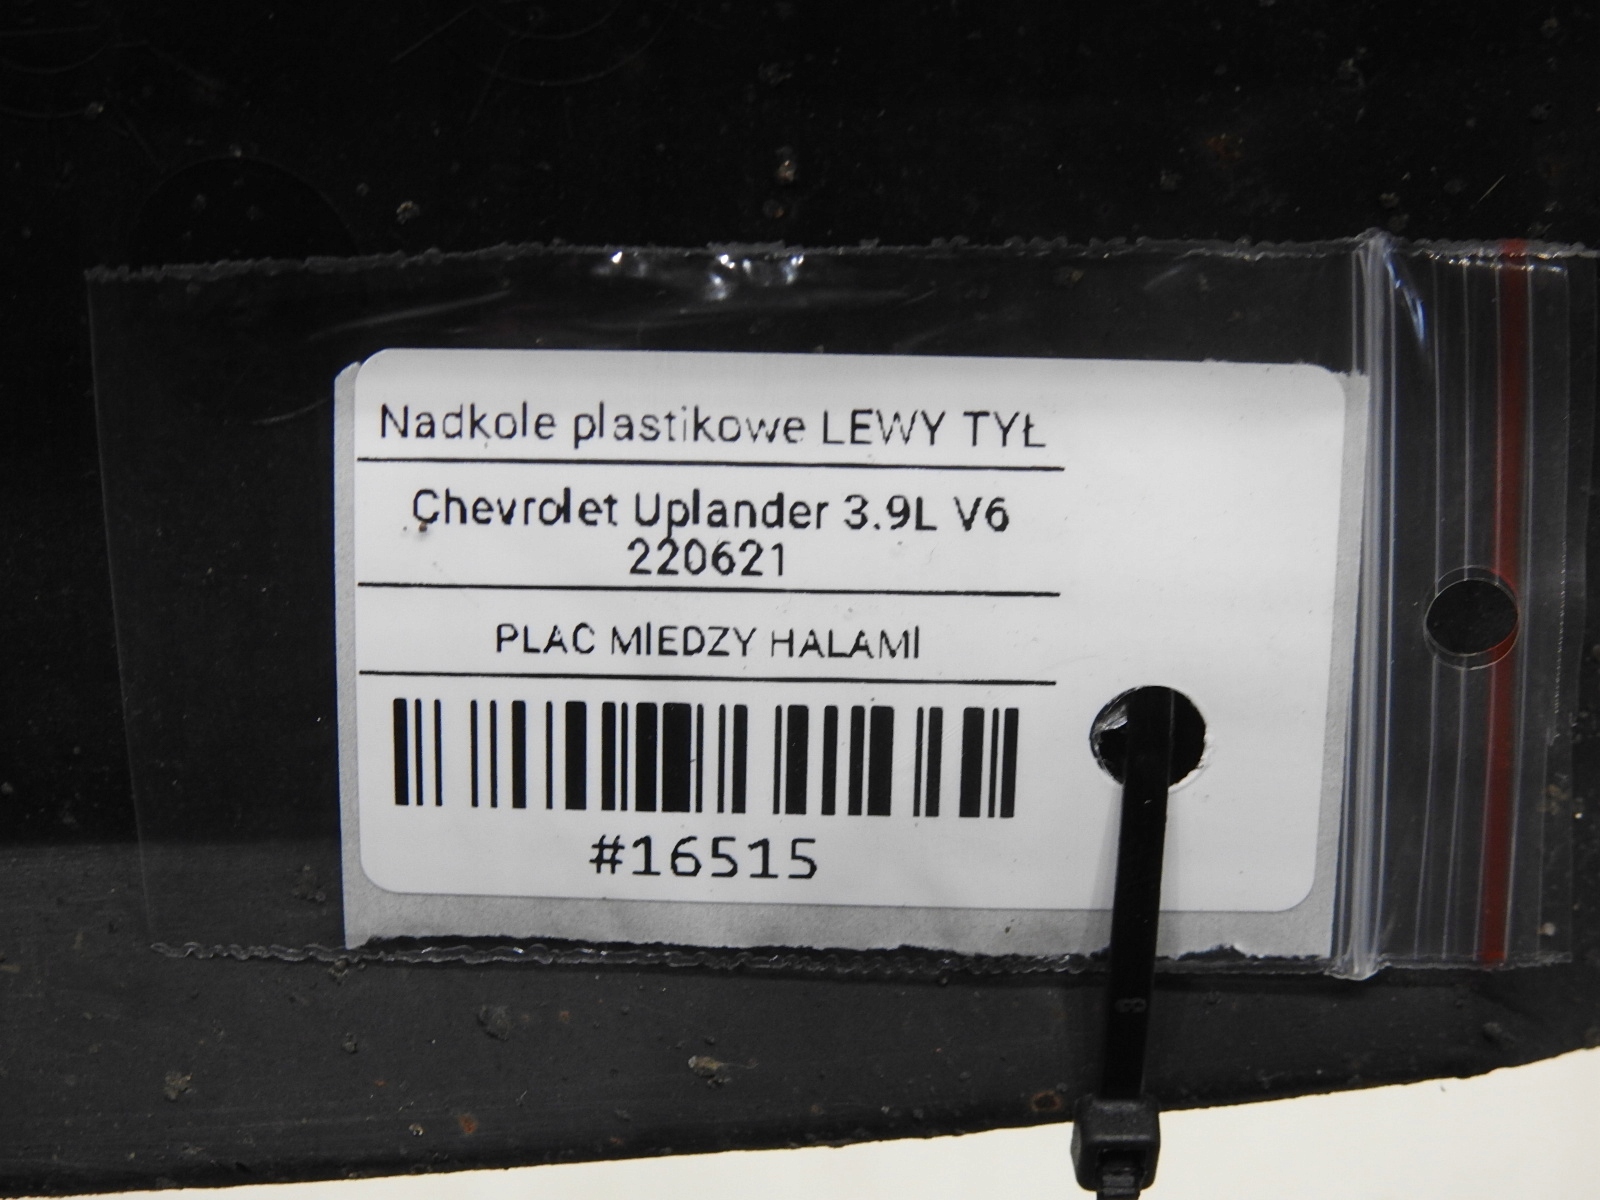 Nadkole plastikowe LEWY TYŁ
Chevrolet Uplander 3.9L V6
220621
PLAC MIEDZY HALAMI
#16515